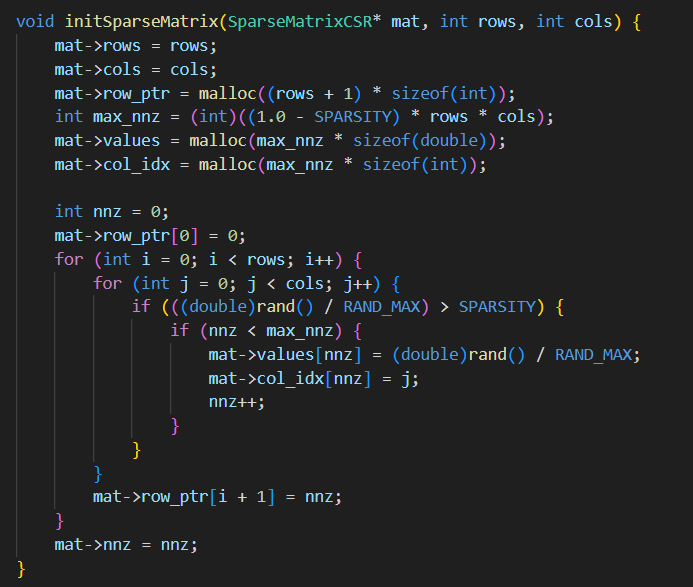 void initSparseMatrix(SparseMatrixCSR* mat, int rows, int cols) {
    mat->rows = rows;
    mat->cols = cols;
    mat->row_ptr = malloc((rows + 1) * sizeof(int));
    int max_nnz = (int)((1.0 - SPARSITY) * rows * cols);
    mat->values = malloc(max_nnz * sizeof(double));
    mat->col_idx = malloc(max_nnz * sizeof(int));

    int nnz = 0;
    mat->row_ptr[0] = 0;
    for (int i = 0; i < rows; i++) {
        for (int j = 0; j < cols; j++) {
            if (((double)rand() / RAND_MAX) > SPARSITY) {
                if (nnz < max_nnz) {
                    mat->values[nnz] = (double)rand() / RAND_MAX;
                    mat->col_idx[nnz] = j;
                    nnz++;
                }
            }
        }
        mat->row_ptr[i + 1] = nnz;
    }
    mat->nnz = nnz;
}